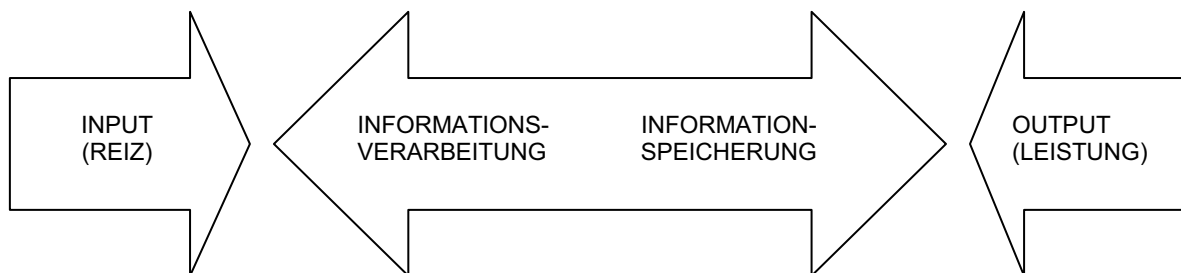 INPUT
(REIZ)
INFORMATIONS-
VERARBEITUNG
INFORMATION-
SPEICHERUNG
OUTPUT
(LEISTUNG)